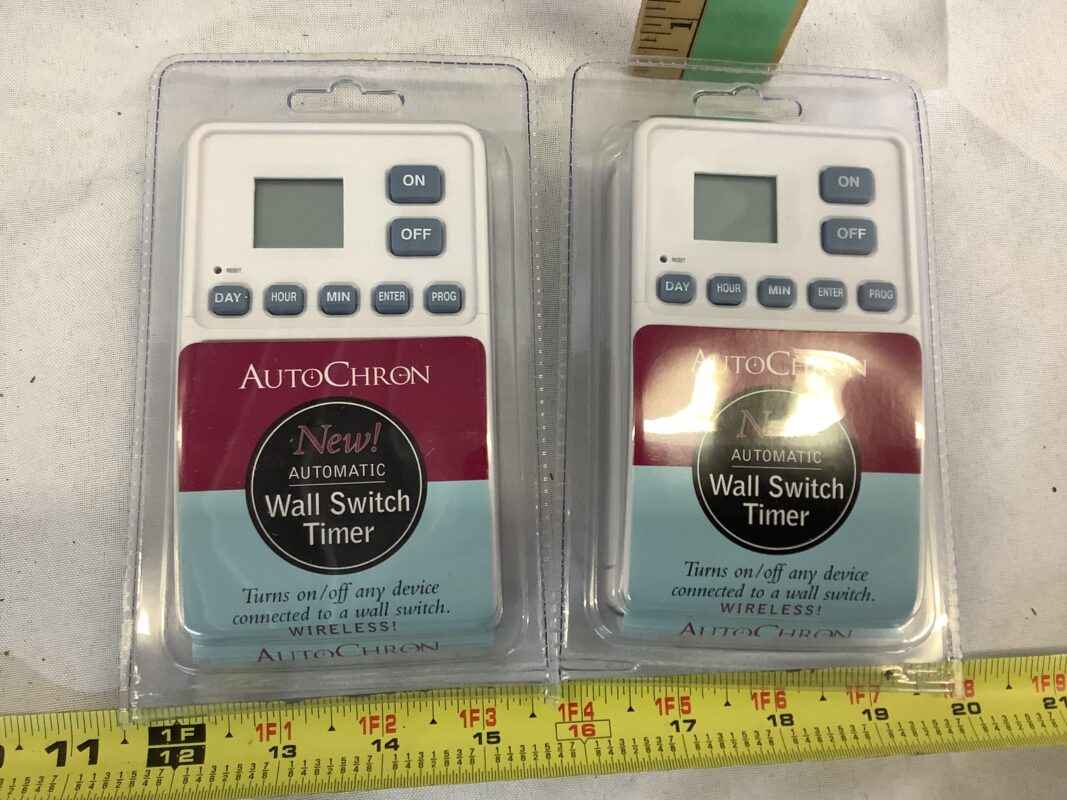 1
ON
OFF
RESET
DAY HOUR MIN ENTER PROG
AUTOCHRON
New!
AUTOMATIC
Wall Switch
Timer
Turns on/off any device
connected to a wall switch.
WIRELESS!
AUTOCHRON
ON
OFF
RESET
DAY HOUR MIN ENTER PROG
AUTOCHRON
New!
AUTOMATIC
Wall Switch
Timer
Turns on/off any device
connected to a wall switch.
WIRELESS!
AUTOCHRON
1F 1F1 1F2 1F3 1F4 1F5 1F6 1F7 1F8 1F9
11 12 13 14 15 16 17 18 19 20 21